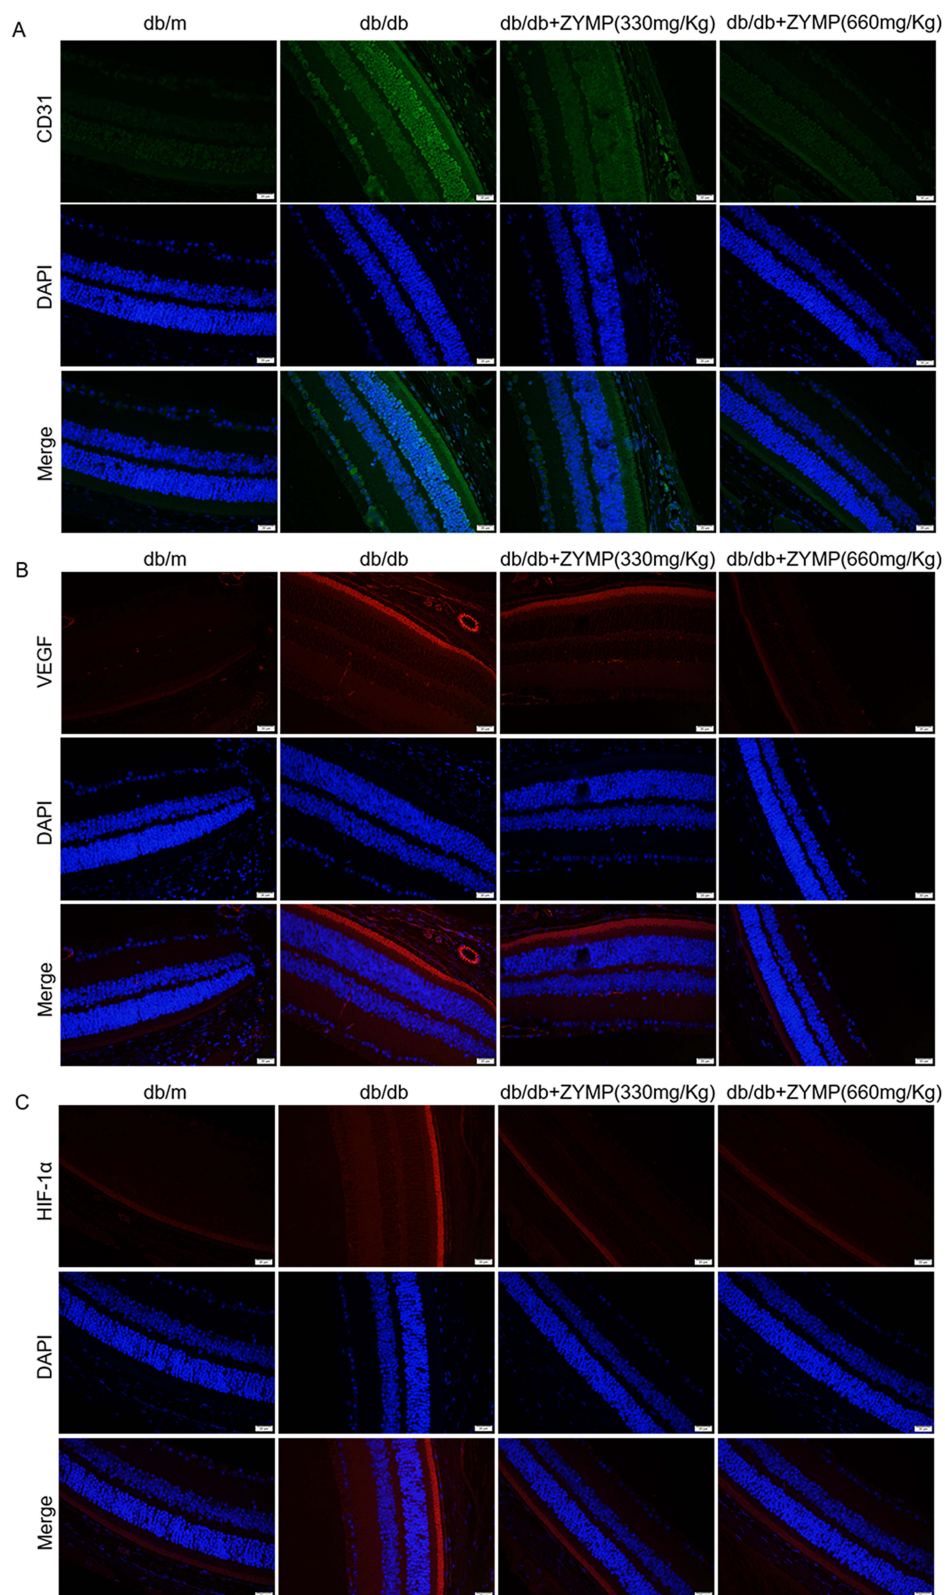 A
db/m db/db db/db+ZYMP(330mg/Kg) db/db+ZYMP(660mg/Kg)
CD31
DAPI
Merge
B
db/m db/db db/db+ZYMP(330mg/Kg) db/db+ZYMP(660mg/Kg)
VEGF
DAPI
Merge
C
db/m db/db db/db+ZYMP(330mg/Kg) db/db+ZYMP(660mg/Kg)
HIF-1α
DAPI
Merge